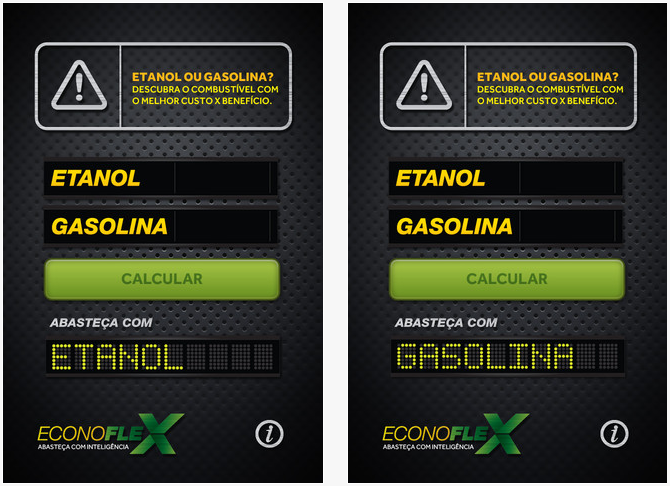 ETANOL OU GASOLINA?
DESCUBRA O COMBUSTÍVEL COM
O MELHOR CUSTO X BENEFÍCIO.
ETANOL
GASOLINA
CALCULAR
ABASTEÇA COM
ETANOL
ECONOFLEX
ABASTEÇA COM INTELIGÊNCIA
i
ETANOL OU GASOLINA?
DESCUBRA O COMBUSTÍVEL COM
O MELHOR CUSTO X BENEFÍCIO.
ETANOL
GASOLINA
CALCULAR
ABASTEÇA COM
GASOLINA
ECONOFLEX
ABASTEÇA COM INTELIGÊNCIA
i